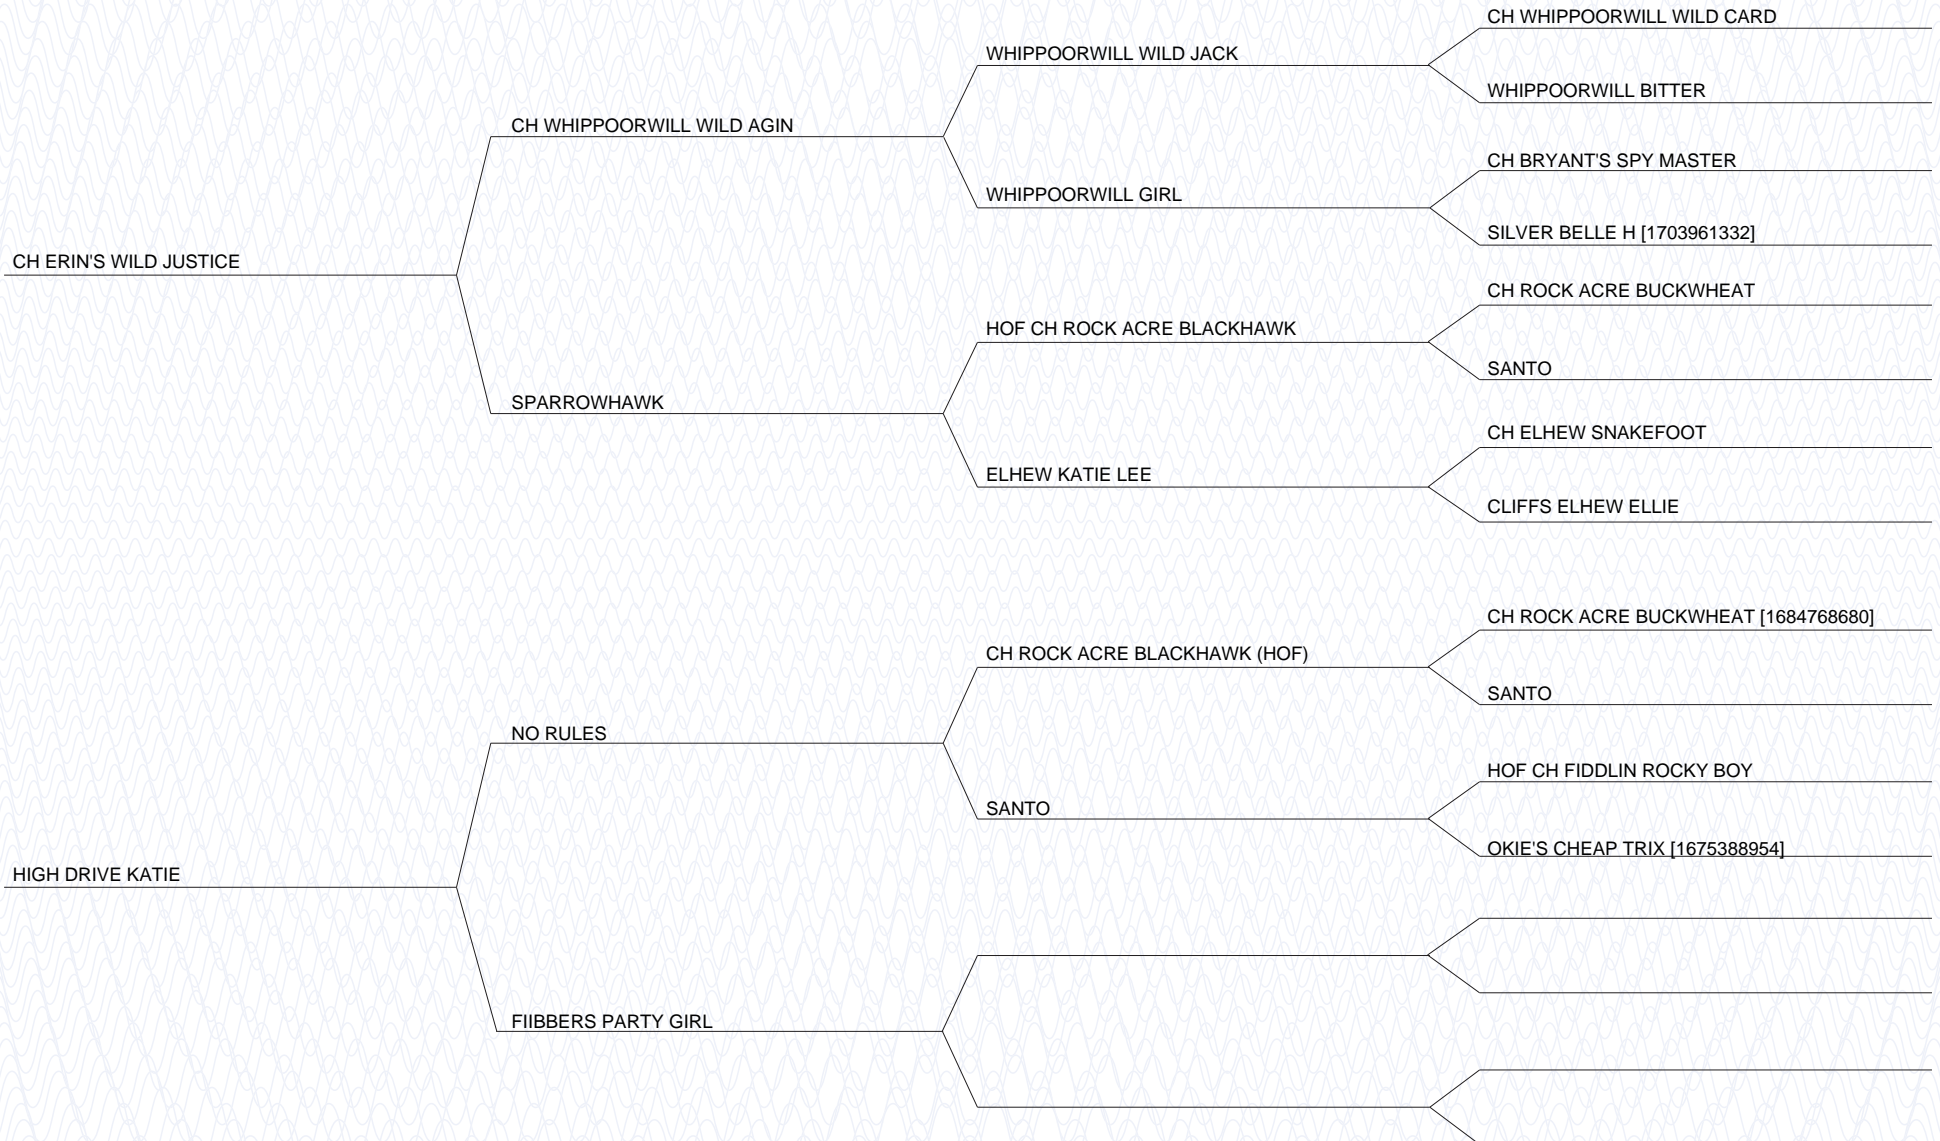 CH WHIPPOORWILL WILD CARD
WHIPPOORWILL WILD JACK
WHIPPOORWILL BITTER
CH WHIPPOORWILL WILD AGIN
CH BRYANT'S SPY MASTER
WHIPPOORWILL GIRL
SILVER BELLE H [1703961332]
CH ERIN'S WILD JUSTICE
CH ROCK ACRE BUCKWHEAT
HOF CH ROCK ACRE BLACKHAWK
SANTO
SPARROWHAWK
CH ELHEW SNAKEFOOT
ELHEW KATIE LEE
CLIFFS ELHEW ELLIE
CH ROCK ACRE BUCKWHEAT [1684768680]
CH ROCK ACRE BLACKHAWK (HOF)
SANTO
NO RULES
HOF CH FIDDLIN ROCKY BOY
SANTO
OKIE'S CHEAP TRIX [1675388954]
HIGH DRIVE KATIE
FIIBBERS PARTY GIRL